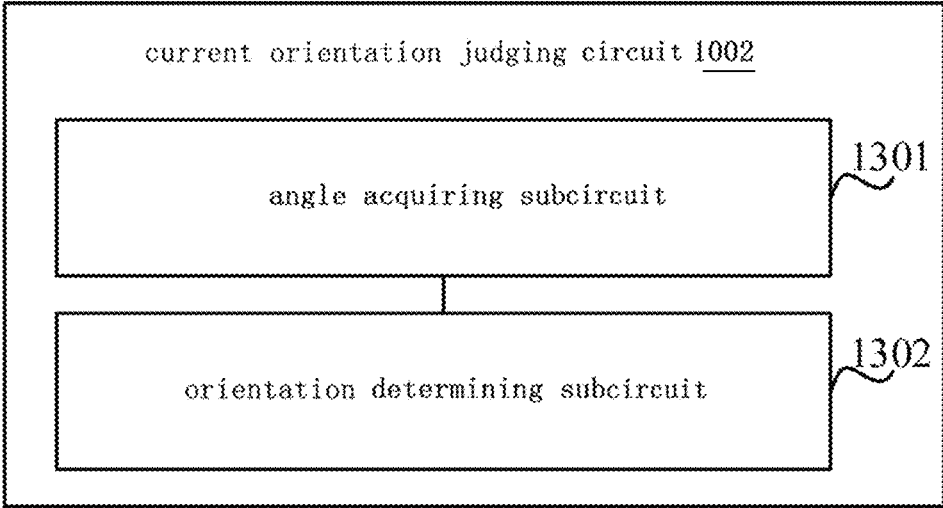 current orientation judging circuit 1002
1301
angle acquiring subcircuit
1302
orientation determining subcircuit